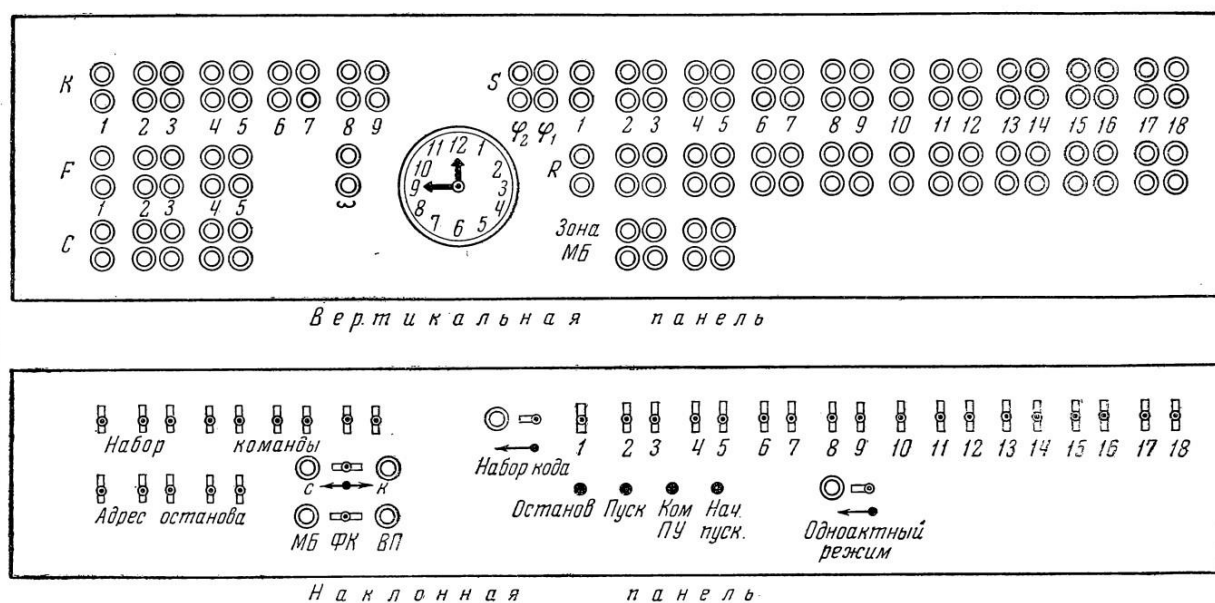 K S
1 2 3 4 5 6 7 8 9 φ₂ φ₁ 1 2 3 4 5 6 7 8 9 10 11 12 13 14 15 16 17 18
F R
1 2 3 4 5 ω
12 1 2 3 4 5 6 7 8 9 10 11
C Зона
МБ
Вертикальная панель
Набор команды
Набор кода
1 2 3 4 5 6 7 8 9 10 11 12 13 14 15 16 17 18
С К
Адрес останова
МБ ФК ВП
Останов Пуск Ком ПУ Нач. пуск.
Одноактный
режим
Наклонная панель